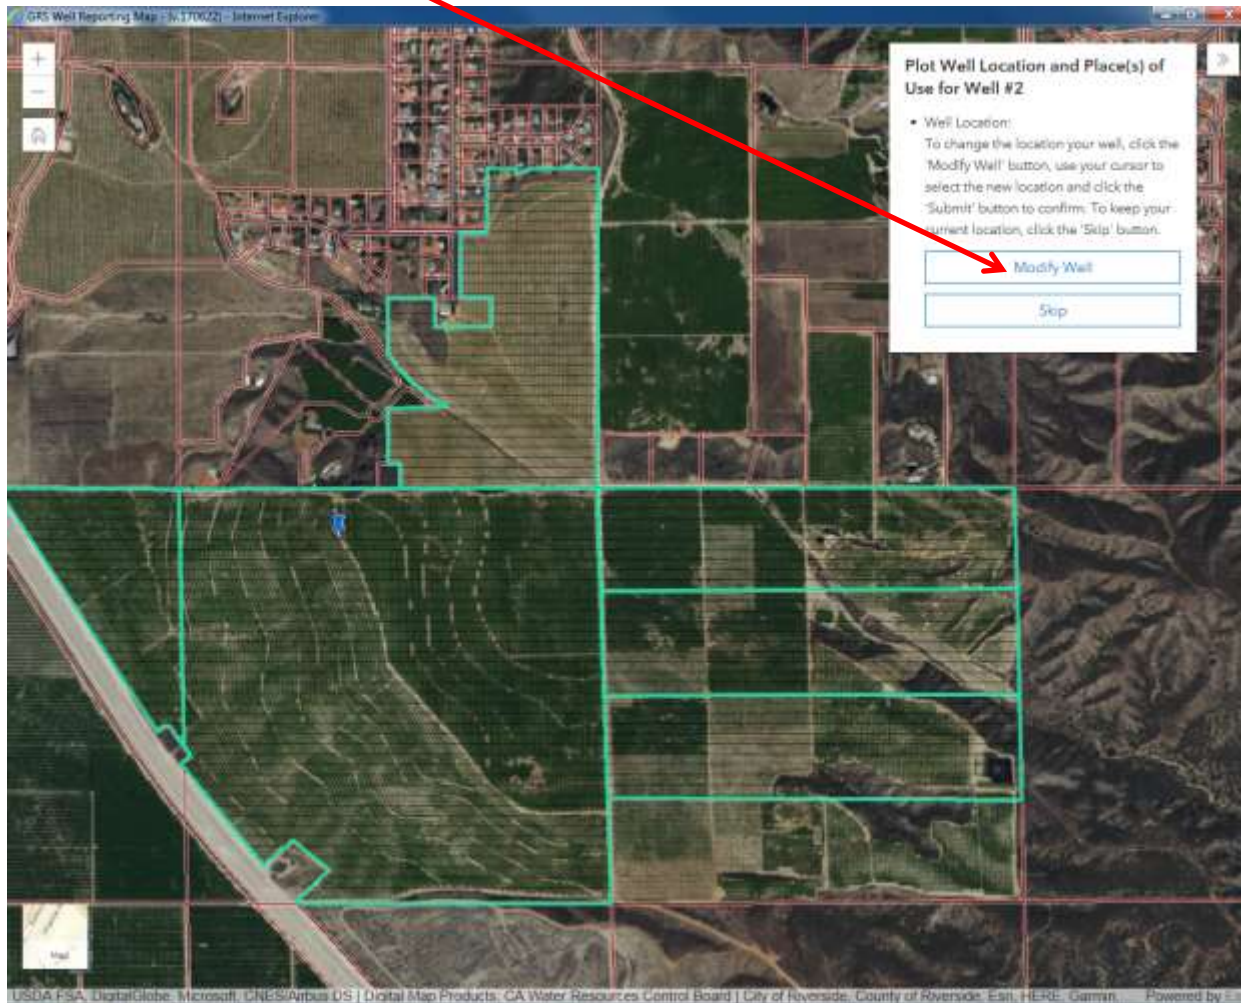 GRS Well Reporting Map - (v.170622) - Internet Explorer
Plot Well Location and Place(s) of
Use for Well #2
• Well Location:
To change the location your well, click the
'Modify Well' button, use your cursor to
select the new location and click the
'Submit' button to confirm. To keep your
current location, click the 'Skip' button.
Modify Well
Skip
Map
USDA FSA, DigitalGlobe, Microsoft, CNES/Airbus DS | Digital Map Products, CA Water Resources Control Board | City of Riverside, County of Riverside, Esri, HERE, Garmin, Powered by